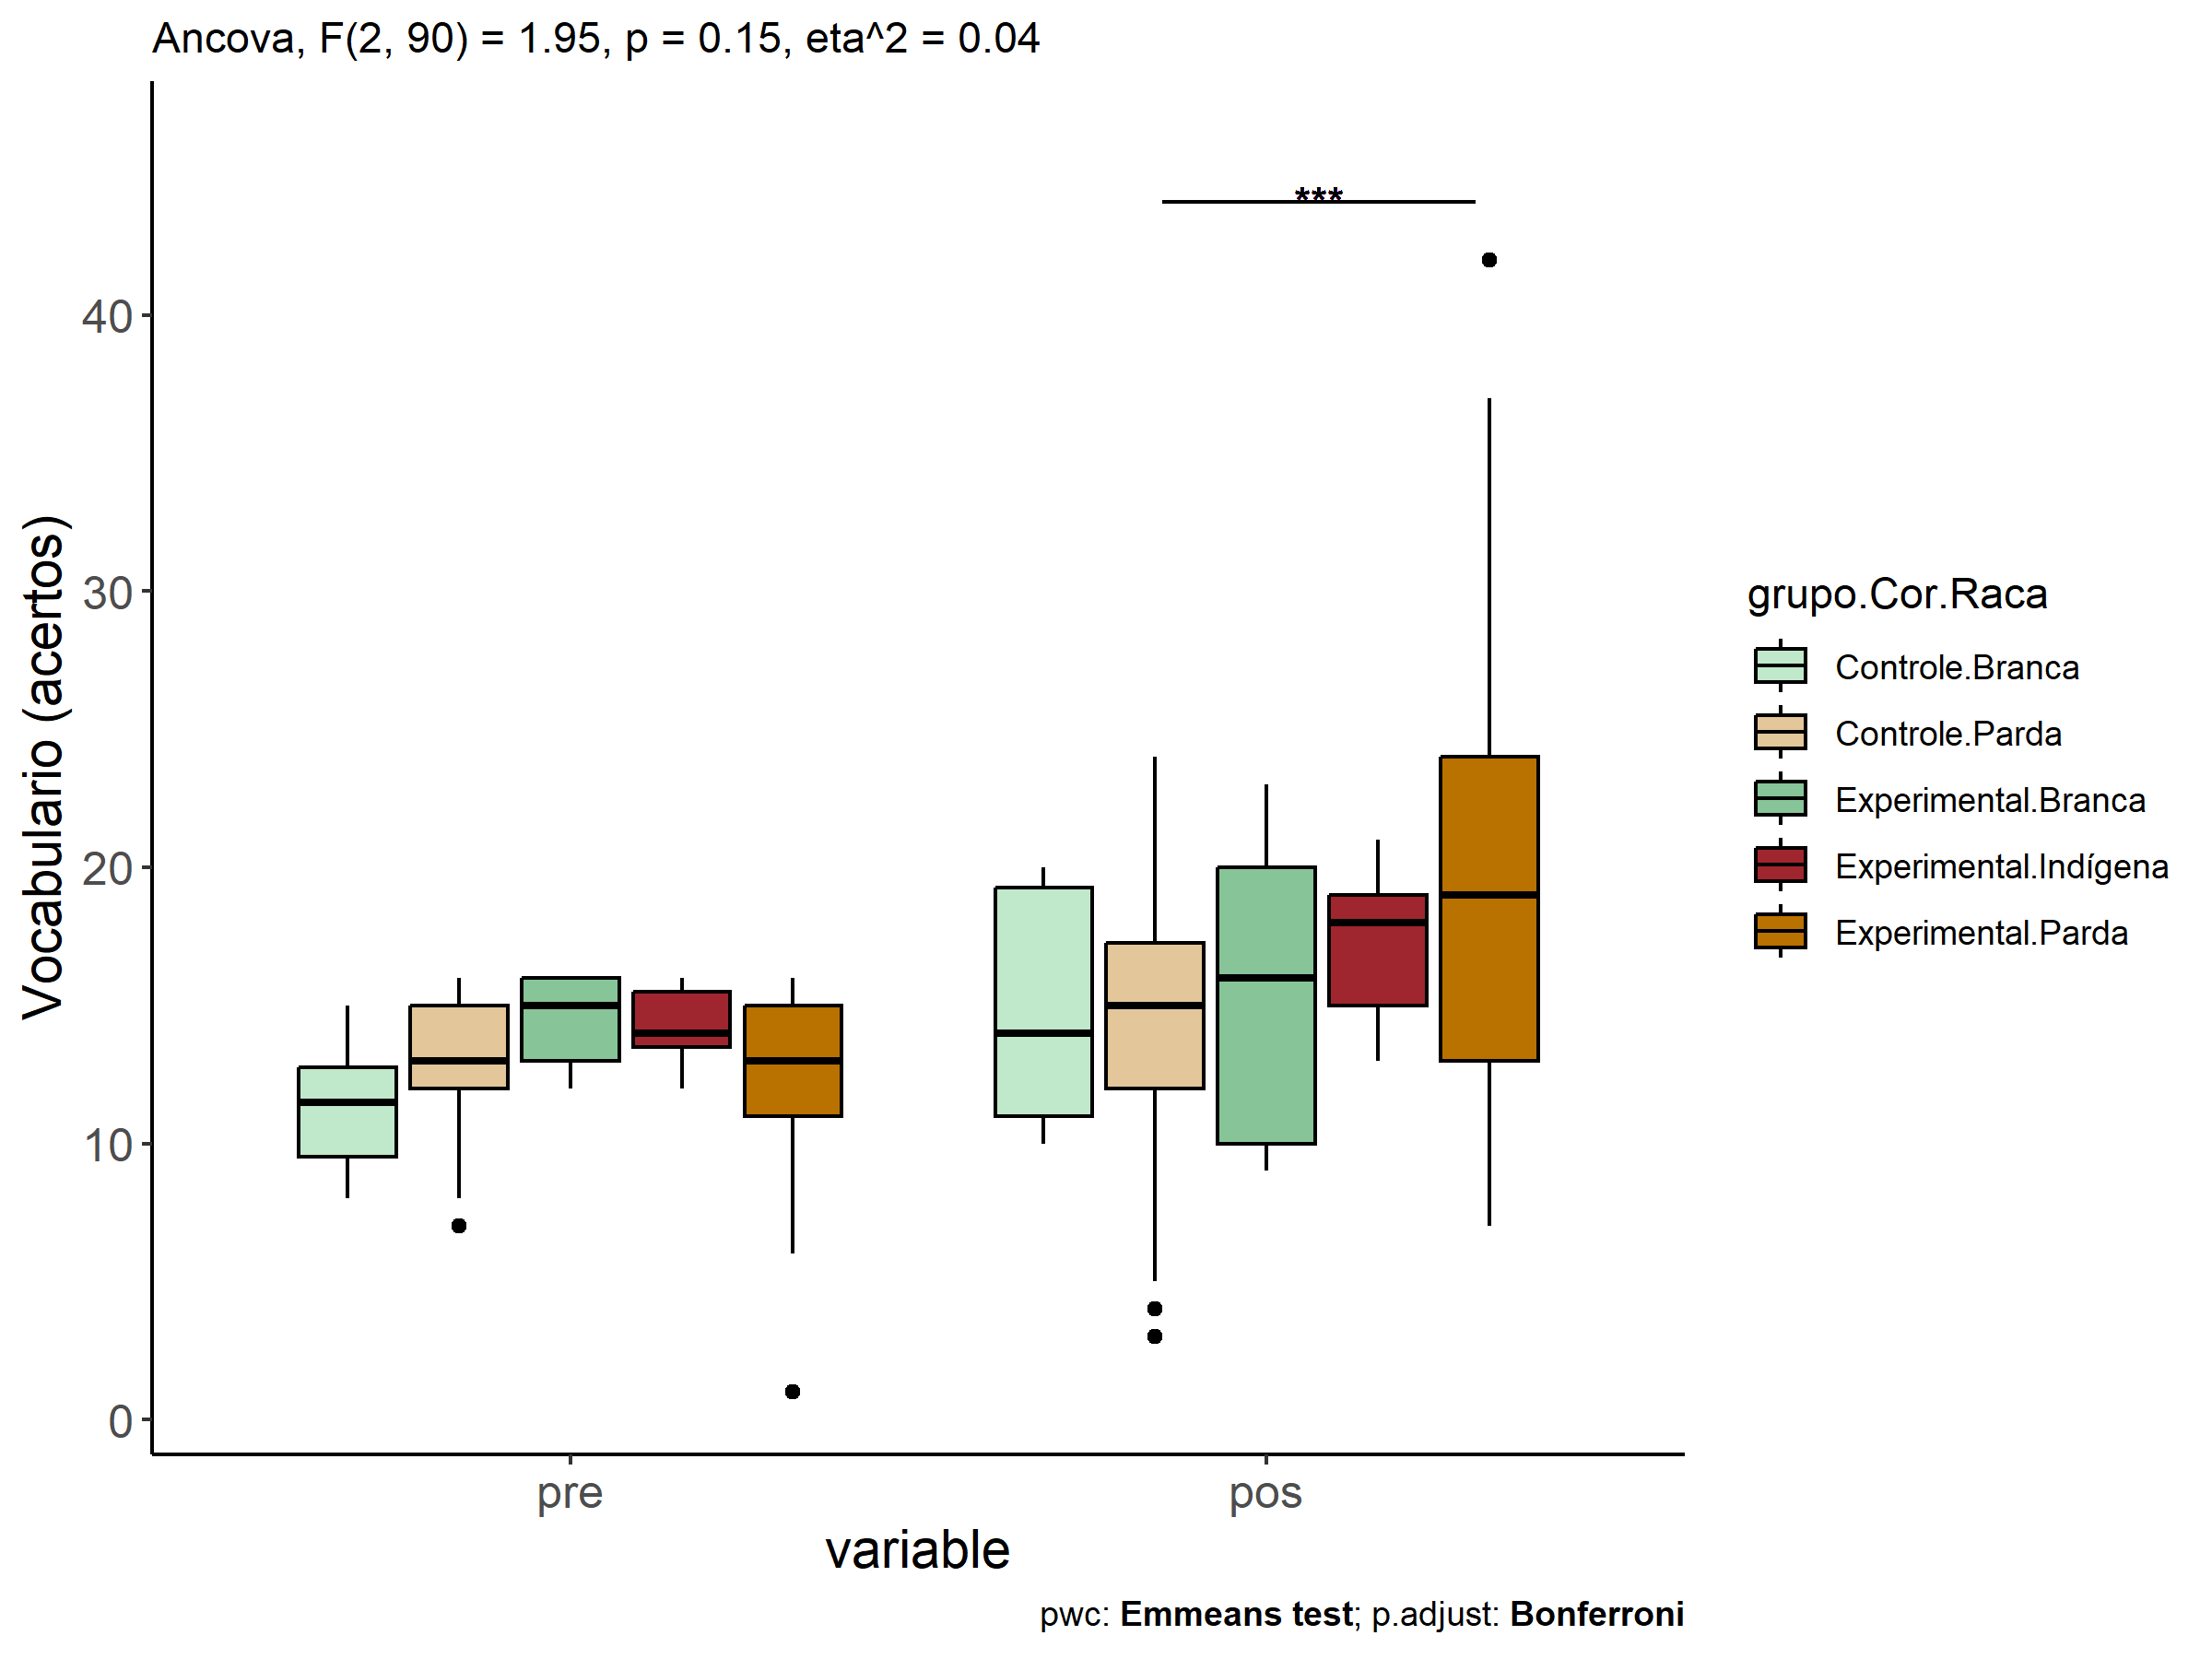 Ancova, F(2, 90) = 1.95, p = 0.15, eta^2 = 0.04
Vocabulario (acertos)
40
30
20
10
0
***
pre
pos
variable
grupo.Cor.Raca
Controle.Branca
Controle.Parda
Experimental.Branca
Experimental.Indígena
Experimental.Parda
pwc: Emmeans test; p.adjust: Bonferroni